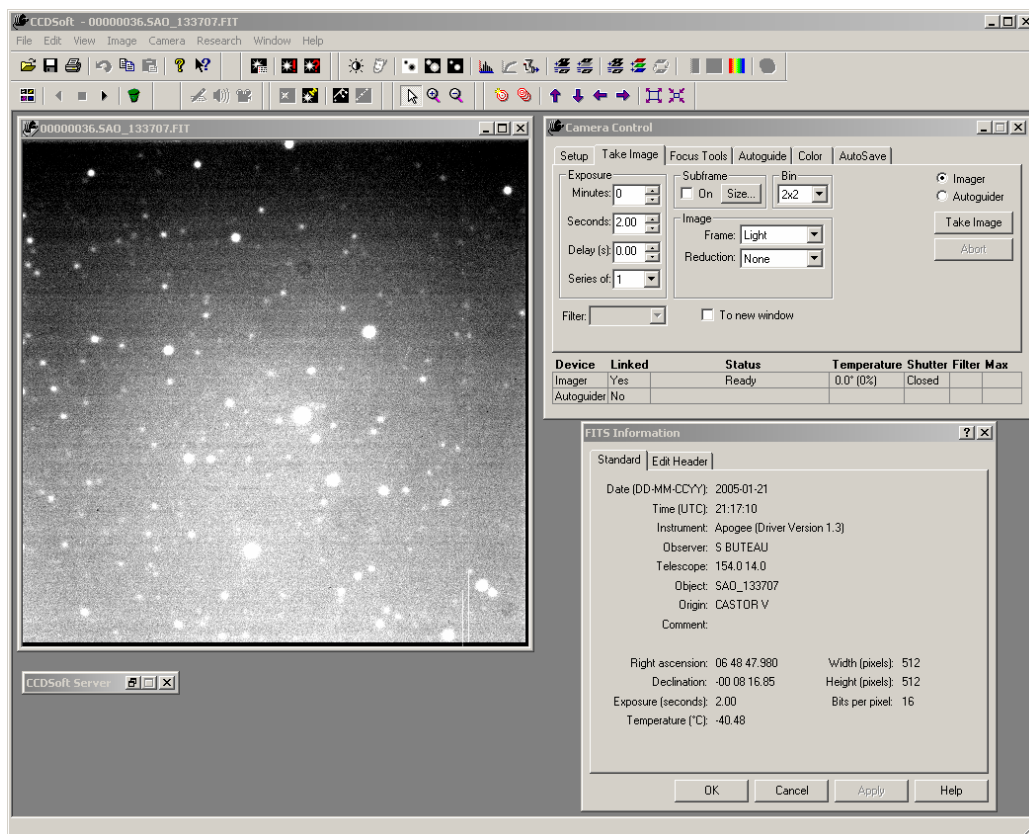 CCDSoft - 00000036.SAO_133707.FIT
File Edit View Image Camera Research Window Help
00000036.SAO_133707.FIT
Camera Control
Setup Take Image Focus Tools Autoguide Color AutoSave
Exposure Subframe Bin
Minutes: 0 On Size... 2x2 Imager
Autoguider
Seconds: 2.00 Image Take Image
Frame: Light
Delay (s): 0.00 Abort
Reduction: None
Series of: 1
Filter: To new window
Device Linked Status Temperature Shutter Filter Max
Imager Yes Ready 0.0° (0%) Closed
Autoguider No
FITS Information
Standard Edit Header
Date (DD-MM-CCYY): 2005-01-21
Time (UTC): 21:17:10
Instrument: Apogee (Driver Version 1.3)
Observer: S BUTEAU
Telescope: 154.0 14.0
Object: SAO_133707
Origin: CASTOR V
Comment:
Right ascension: 06 48 47.980 Width (pixels): 512
Declination: -00 08 16.85 Height (pixels): 512
Exposure (seconds): 2.00 Bits per pixel: 16
Temperature (°C): -40.48
OK Cancel Apply Help
CCDSoft Server